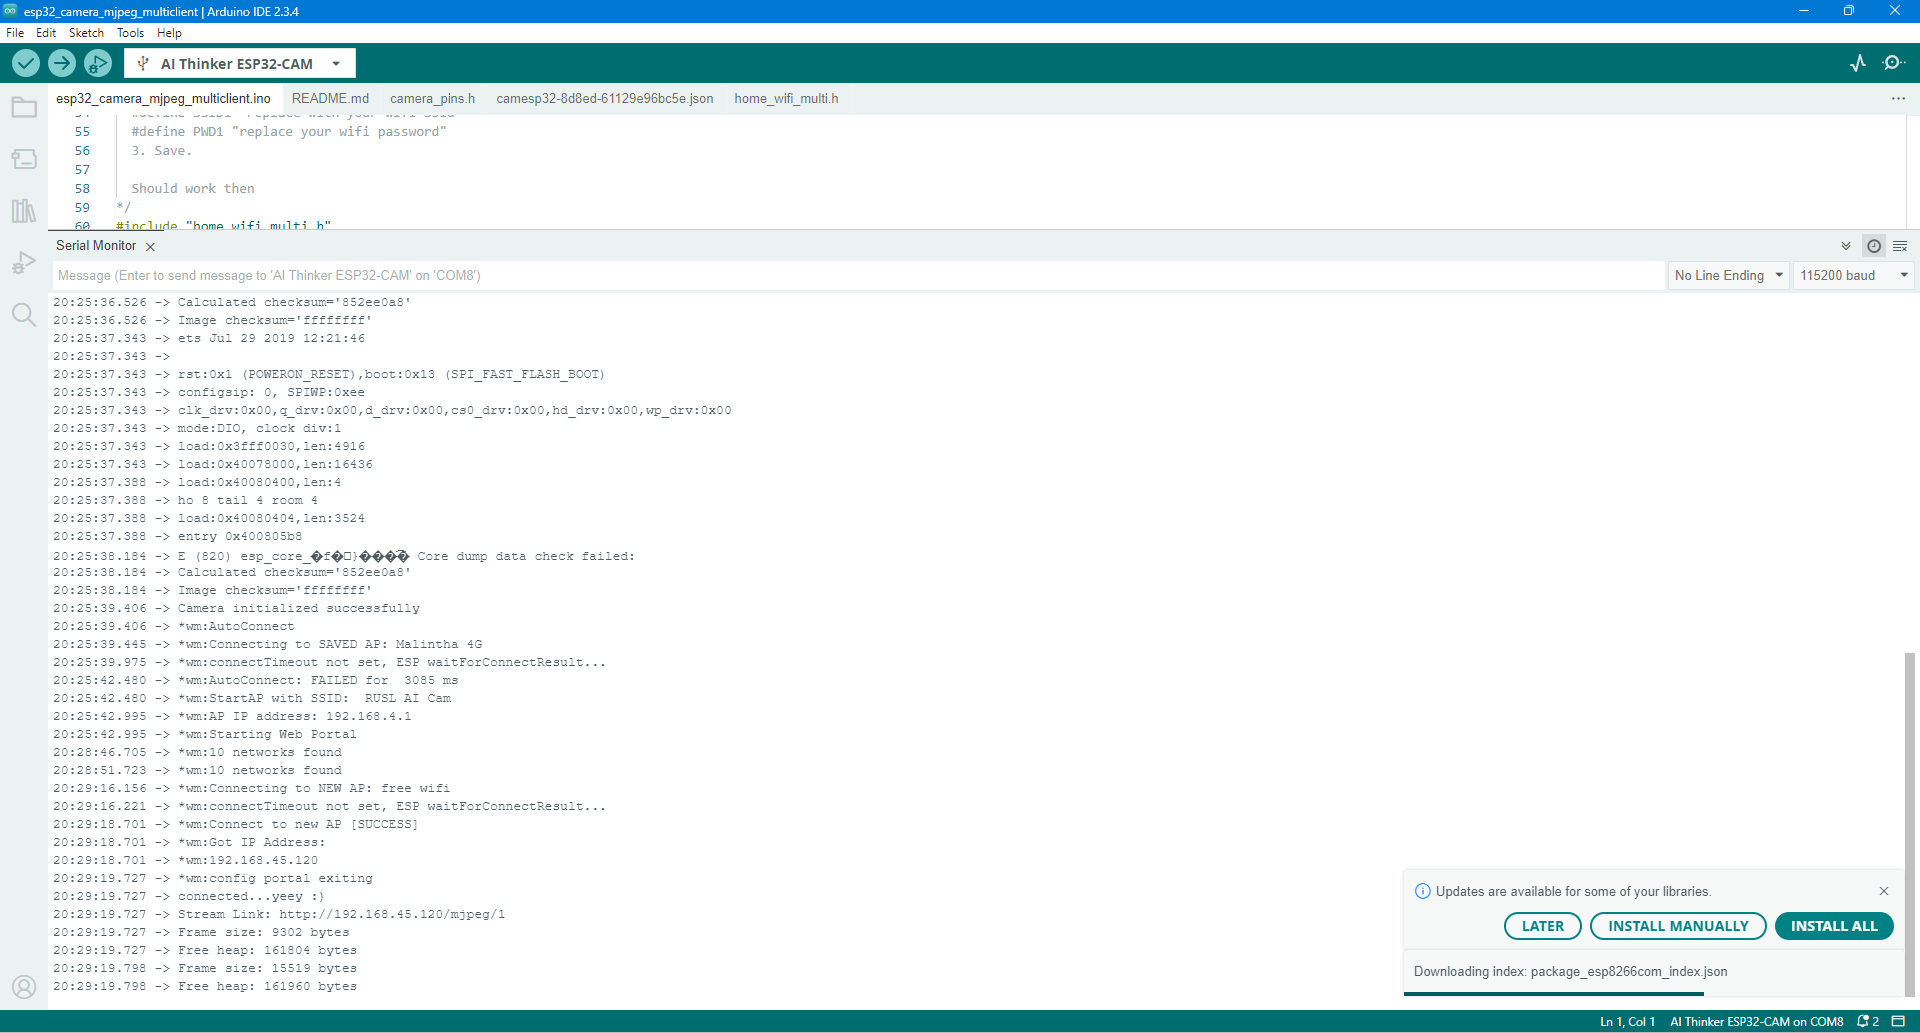 esp32_camera_mjpeg_multiclient | Arduino IDE 2.3.4
File Edit Sketch Tools Help
AI Thinker ESP32-CAM
esp32_camera_mjpeg_multiclient.ino README.md camera_pins.h camesp32-8d8ed-61129e96bc5e.json home_wifi_multi.h
54 #define SSID1 "replace with your wifi ssid"
55 #define PWD1 "replace your wifi password"
56 3. Save.
57
58 Should work then
59 */
60 #include "home_wifi_multi.h"
Serial Monitor
Message (Enter to send message to 'AI Thinker ESP32-CAM' on 'COM8') No Line Ending 115200 baud
20:25:36.526 -> Calculated checksum='852ee0a8'
20:25:36.526 -> Image checksum='ffffffff'
20:25:37.343 -> ets Jul 29 2019 12:21:46
20:25:37.343 ->
20:25:37.343 -> rst:0x1 (POWERON_RESET),boot:0x13 (SPI_FAST_FLASH_BOOT)
20:25:37.343 -> configsip: 0, SPIWP:0xee
20:25:37.343 -> clk_drv:0x00,q_drv:0x00,d_drv:0x00,cs0_drv:0x00,hd_drv:0x00,wp_drv:0x00
20:25:37.343 -> mode:DIO, clock div:1
20:25:37.343 -> load:0x3fff0030,len:4916
20:25:37.343 -> load:0x40078000,len:16436
20:25:37.388 -> load:0x40080400,len:4
20:25:37.388 -> ho 8 tail 4 room 4
20:25:37.388 -> load:0x40080404,len:3524
20:25:37.388 -> entry 0x400805b8
20:25:38.184 -> E (820) esp_core_�f�}���� Core dump data check failed:
20:25:38.184 -> Calculated checksum='852ee0a8'
20:25:38.184 -> Image checksum='ffffffff'
20:25:39.406 -> Camera initialized successfully
20:25:39.406 -> *wm:AutoConnect
20:25:39.445 -> *wm:Connecting to SAVED AP: Malintha 4G
20:25:39.975 -> *wm:connectTimeout not set, ESP waitForConnectResult...
20:25:42.480 -> *wm:AutoConnect: FAILED for  3085 ms
20:25:42.480 -> *wm:StartAP with SSID:  RUSL AI Cam
20:25:42.995 -> *wm:AP IP address: 192.168.4.1
20:25:42.995 -> *wm:Starting Web Portal
20:28:46.705 -> *wm:10 networks found
20:28:51.723 -> *wm:10 networks found
20:29:16.156 -> *wm:Connecting to NEW AP: free wifi
20:29:16.221 -> *wm:connectTimeout not set, ESP waitForConnectResult...
20:29:18.701 -> *wm:Connect to new AP [SUCCESS]
20:29:18.701 -> *wm:Got IP Address:
20:29:18.701 -> *wm:192.168.45.120
20:29:19.727 -> *wm:config portal exiting
20:29:19.727 -> connected...yeey :)
20:29:19.727 -> Stream Link: http://192.168.45.120/mjpeg/1
20:29:19.727 -> Frame size: 9302 bytes
20:29:19.727 -> Free heap: 161804 bytes
20:29:19.798 -> Frame size: 15519 bytes
20:29:19.798 -> Free heap: 161960 bytes
Updates are available for some of your libraries.
LATER INSTALL MANUALLY INSTALL ALL
Downloading index: package_esp8266com_index.json
Ln 1, Col 1 AI Thinker ESP32-CAM on COM8 2